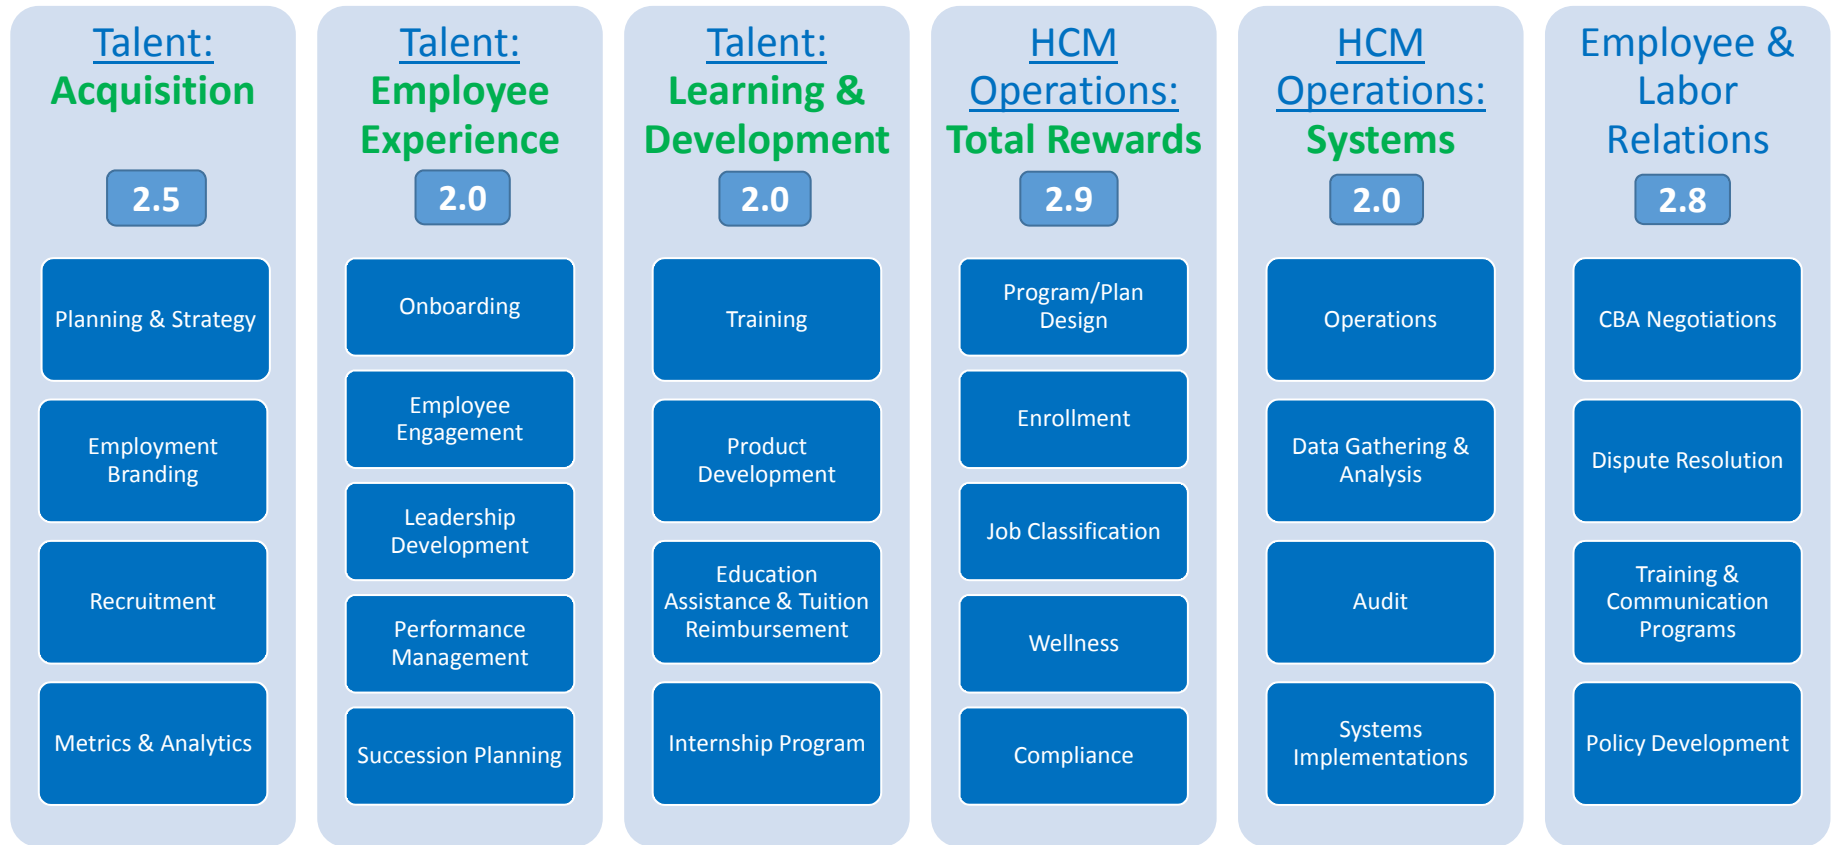 Talent:
Acquisition
2.5
Planning & Strategy
Employment
Branding
Recruitment
Metrics & Analytics
Talent:
Employee
Experience
2.0
Onboarding
Employee
Engagement
Leadership
Development
Performance
Management
Succession Planning
Talent:
Learning &
Development
2.0
Training
Product
Development
Education
Assistance & Tuition
Reimbursement
Internship Program
HCM
Operations:
Total Rewards
2.9
Program/Plan
Design
Enrollment
Job Classification
Wellness
Compliance
HCM
Operations:
Systems
2.0
Operations
Data Gathering &
Analysis
Audit
Systems
Implementations
Employee &
Labor
Relations
2.8
CBA Negotiations
Dispute Resolution
Training &
Communication
Programs
Policy Development